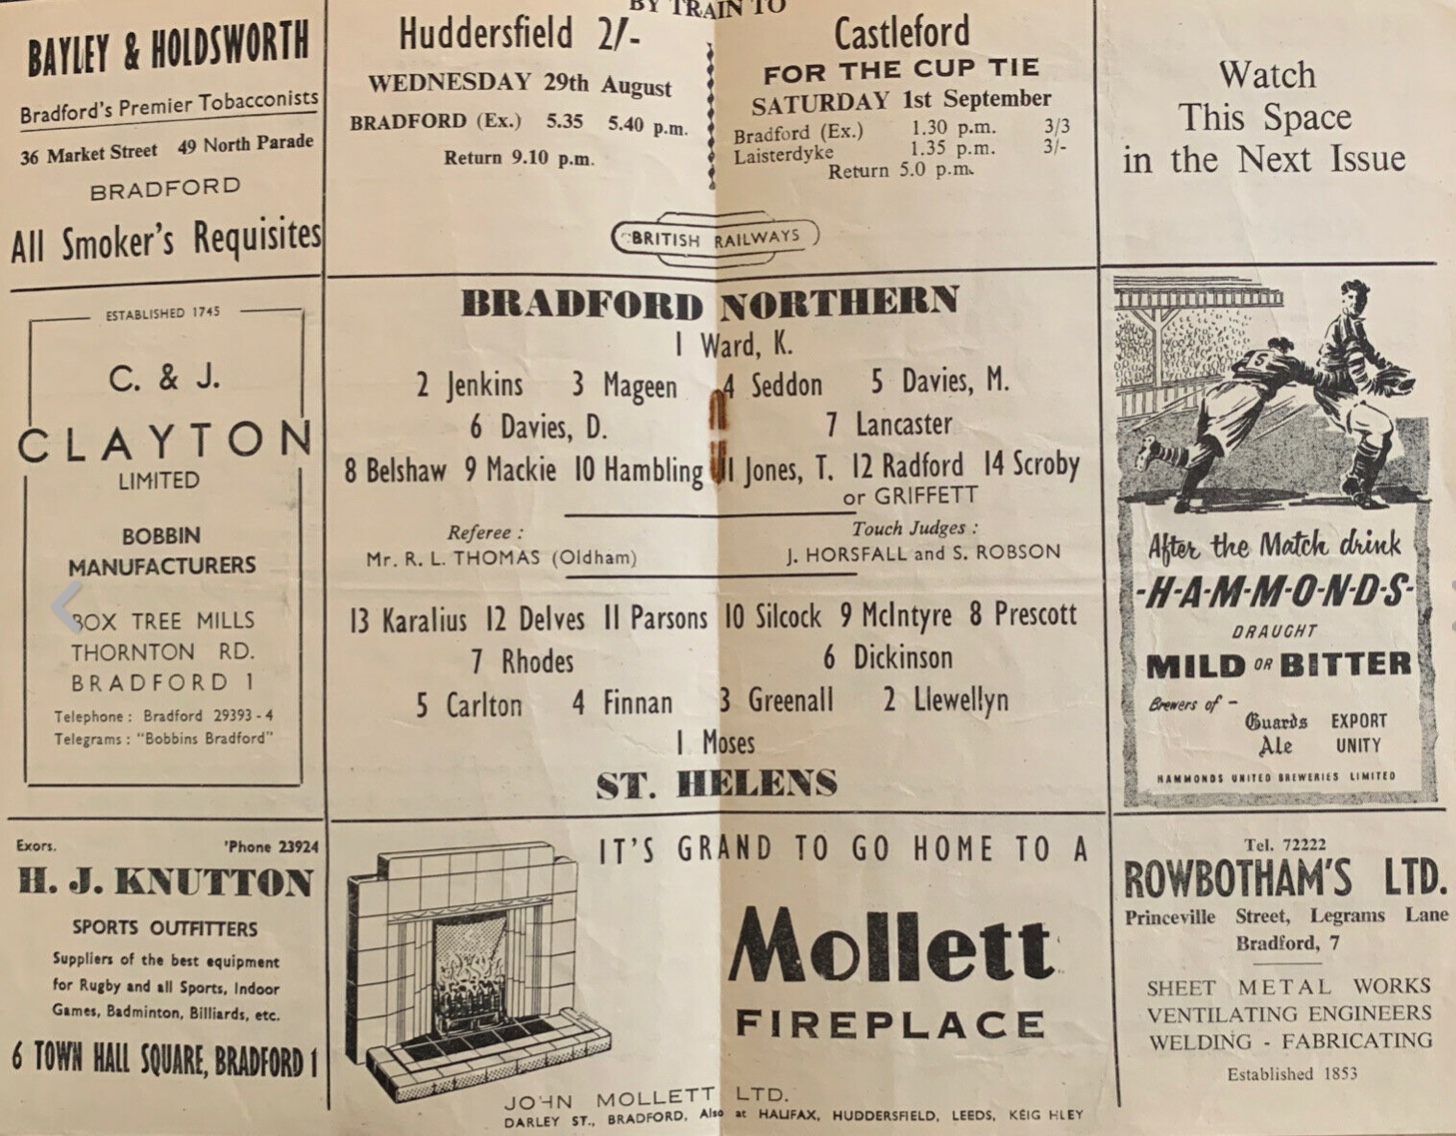 BAYLEY & HOLDSWORTH
Bradford's Premier Tobacconists
36 Market Street 49 North Parade
BRADFORD
All Smoker's Requisites
BY TRAIN TO
Huddersfield 2/-
WEDNESDAY 29th August
BRADFORD (Ex.) 5.35 5.40 p.m.
Return 9.10 p.m.
Castleford
FOR THE CUP TIE
SATURDAY 1st September
Bradford (Ex.) 1.30 p.m. 3/3
Laisterdyke 1.35 p.m. 3/-
Return 5.0 p.m.
BRITISH RAILWAYS
Watch
This Space
in the Next Issue
ESTABLISHED 1745
C. & J.
CLAYTON
LIMITED
BOBBIN
MANUFACTURERS
BOX TREE MILLS
THORNTON RD.
BRADFORD 1
Telephone : Bradford 29393-4
Telegrams : "Bobbins Bradford"
BRADFORD NORTHERN
1 Ward, K.
2 Jenkins 3 Mageen 4 Seddon 5 Davies, M.
6 Davies, D. 7 Lancaster
8 Belshaw 9 Mackie 10 Hambling 11 Jones, T. 12 Radford 14 Scroby
or GRIFFETT
Referee :
Mr. R. L. THOMAS (Oldham)
Touch Judges :
J. HORSFALL and S. ROBSON
13 Karalius 12 Delves 11 Parsons 10 Silcock 9 McIntyre 8 Prescott
7 Rhodes 6 Dickinson
5 Carlton 4 Finnan 3 Greenall 2 Llewellyn
1 Moses
ST. HELENS
5
After the Match drink
-H-A-M-M-O-N-D-S-
DRAUGHT
MILD OR BITTER
Brewers of -
Guards EXPORT
Ale UNITY
HAMMONDS UNITED BREWERIES LIMITED
Exors. 'Phone 23924
H. J. KNUTTON
SPORTS OUTFITTERS
Suppliers of the best equipment
for Rugby and all Sports, Indoor
Games, Badminton, Billiards, etc.
6 TOWN HALL SQUARE, BRADFORD 1
IT'S GRAND TO GO HOME TO A
Mollett
FIREPLACE
JOHN MOLLETT LTD.
DARLEY ST., BRADFORD, Also at HALIFAX, HUDDERSFIELD, LEEDS, KEIGHLEY
Tel. 72222
ROWBOTHAM'S LTD.
Princeville Street, Legrams Lane
Bradford, 7
SHEET METAL WORKS
VENTILATING ENGINEERS
WELDING - FABRICATING
Established 1853